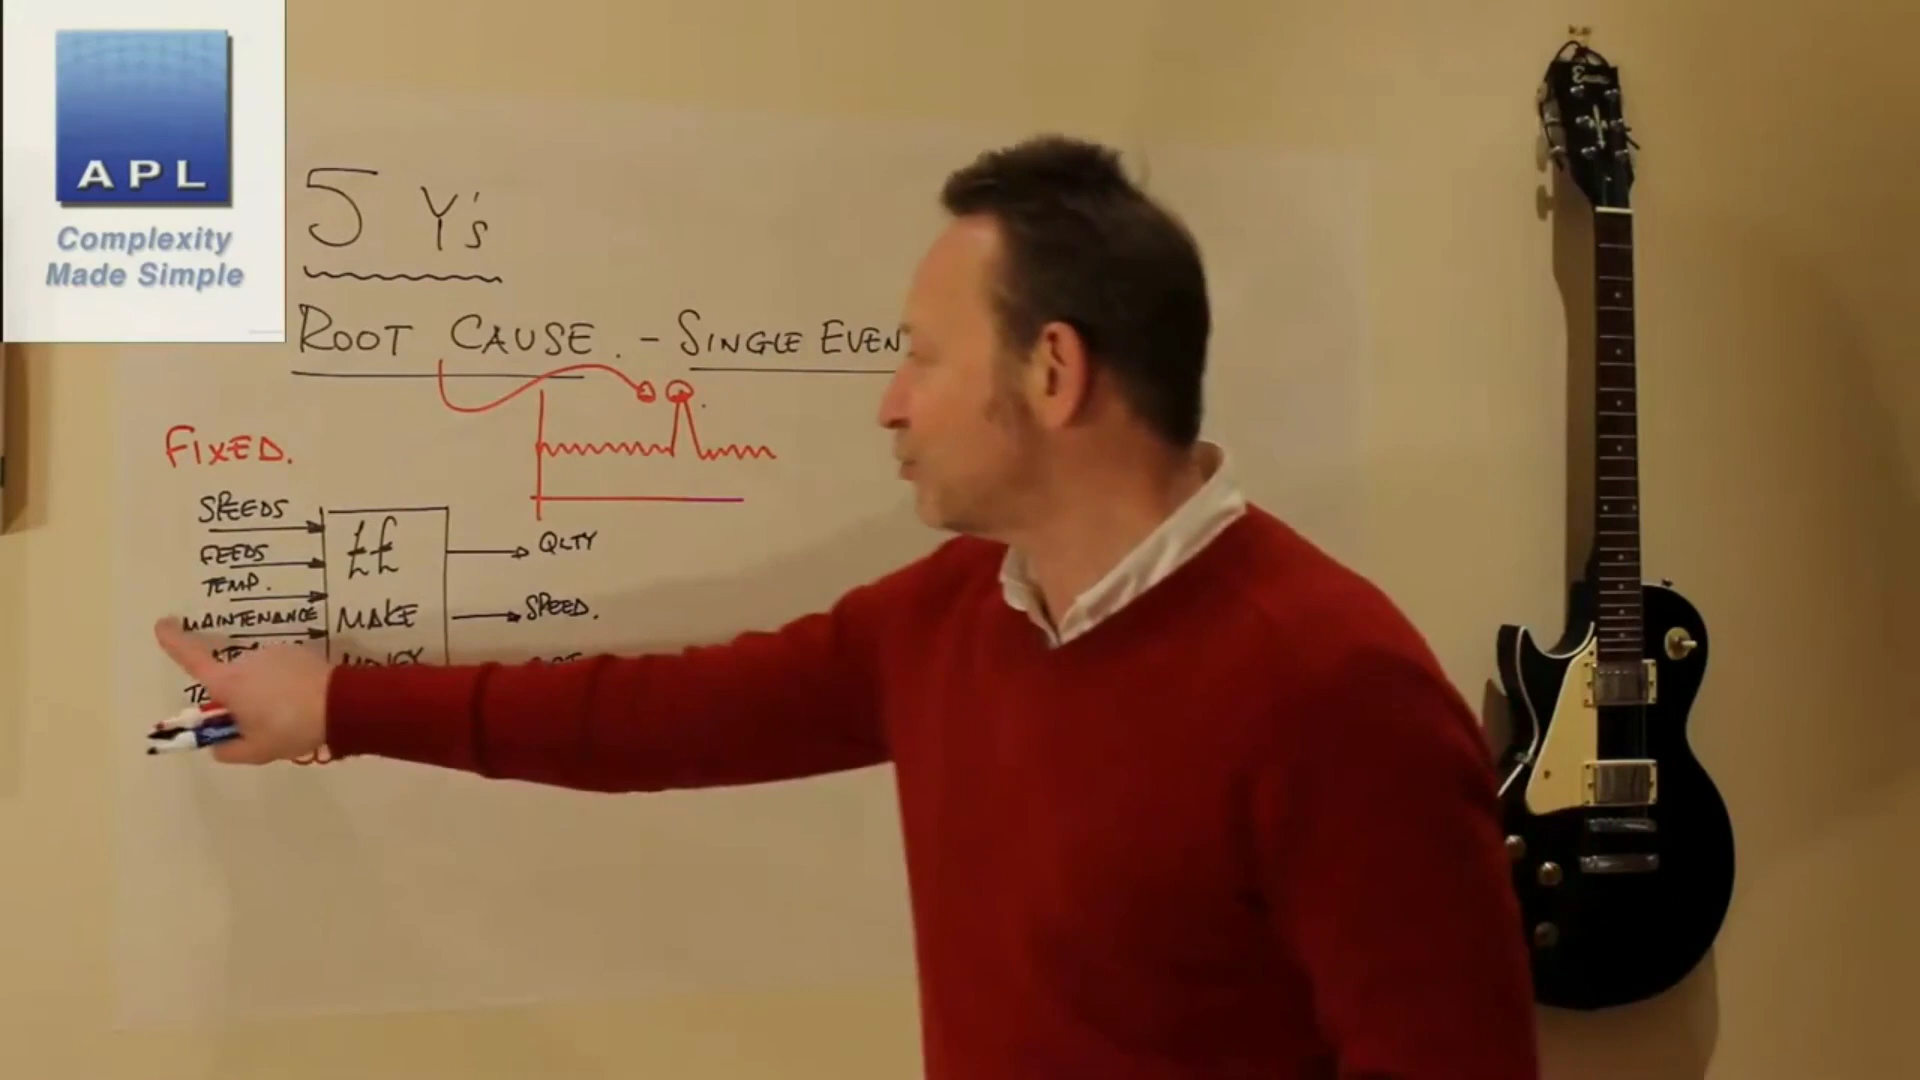 APL
Complexity
Made Simple
5 Y's
ROOT CAUSE. - SINGLE EVEN
FIXED.
SPEEDS
FEEDS
TEMP.
MAINTENANCE
££
MAKE
MONEY
QLTY
SPEED.